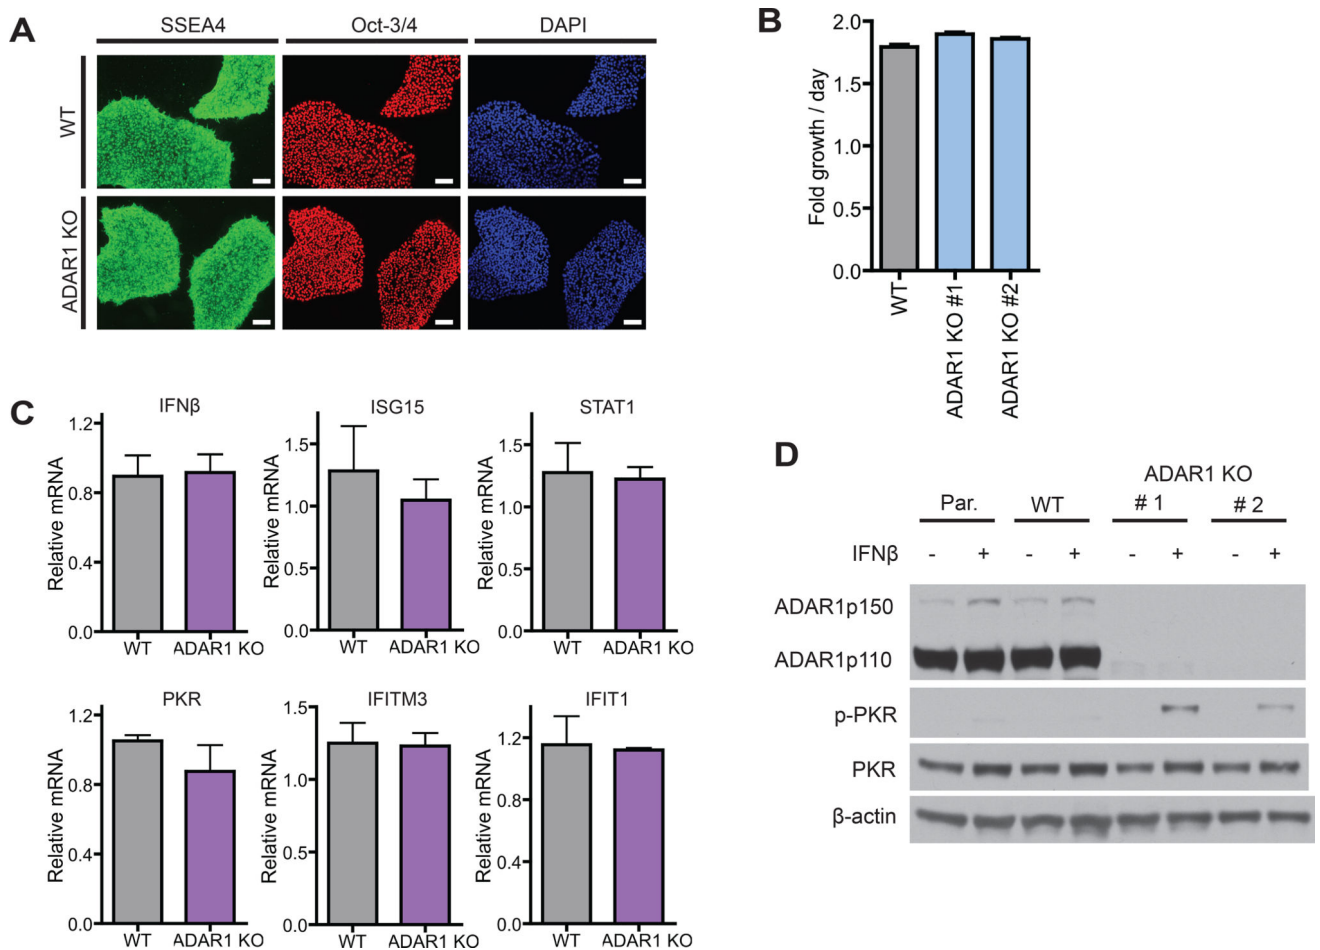 A
SSEA4
Oct-3/4
DAPI
WT
ADAR1 KO
B
Fold growth / day
2.0
1.5
1.0
0.5
0.0
WT
ADAR1 KO #1
ADAR1 KO #2
C
IFNβ
Relative mRNA
1.2
0.8
0.4
0.0
WT
ADAR1 KO
ISG15
Relative mRNA
1.5
1.0
0.5
0.0
WT
ADAR1 KO
STAT1
Relative mRNA
1.5
1.0
0.5
0.0
WT
ADAR1 KO
PKR
Relative mRNA
1.2
0.8
0.4
0.0
WT
ADAR1 KO
IFITM3
Relative mRNA
1.5
1.0
0.5
0.0
WT
ADAR1 KO
IFIT1
Relative mRNA
1.2
0.8
0.4
0.0
WT
ADAR1 KO
D
ADAR1 KO
Par. WT # 1 # 2
IFNβ - + - + - + - +
ADAR1p150
ADAR1p110
p-PKR
PKR
β-actin